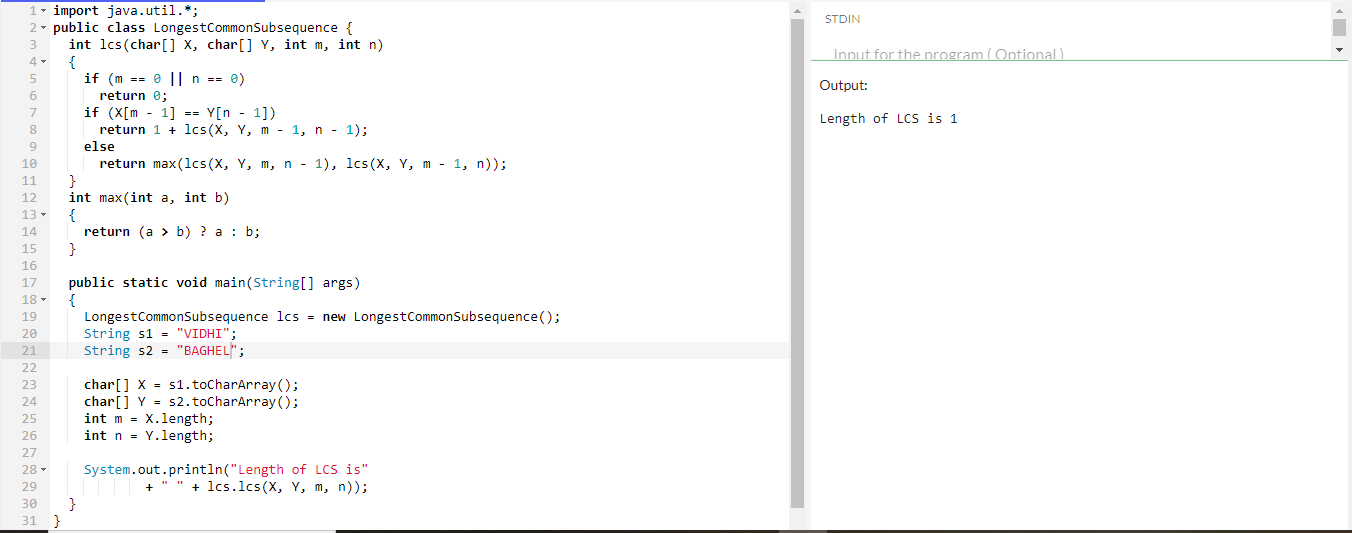 1 import java.util.*;
2 public class LongestCommonSubsequence {
3 int lcs(char[] X, char[] Y, int m, int n)
4 {
5 if (m == 0 || n == 0)
6 return 0;
7 if (X[m - 1] == Y[n - 1])
8 return 1 + lcs(X, Y, m - 1, n - 1);
9 else
10 return max(lcs(X, Y, m, n - 1), lcs(X, Y, m - 1, n));
11 }
12 int max(int a, int b)
13 {
14 return (a > b) ? a : b;
15 }
16
17 public static void main(String[] args)
18 {
19 LongestCommonSubsequence lcs = new LongestCommonSubsequence();
20 String s1 = "VIDHI";
21 String s2 = "BAGHEL";
22
23 char[] X = s1.toCharArray();
24 char[] Y = s2.toCharArray();
25 int m = X.length;
26 int n = Y.length;
27
28 System.out.println("Length of LCS is"
29 + " " + lcs.lcs(X, Y, m, n));
30 }
31 }
STDIN
Input for the program ( Optional )
Output:
Length of LCS is 1